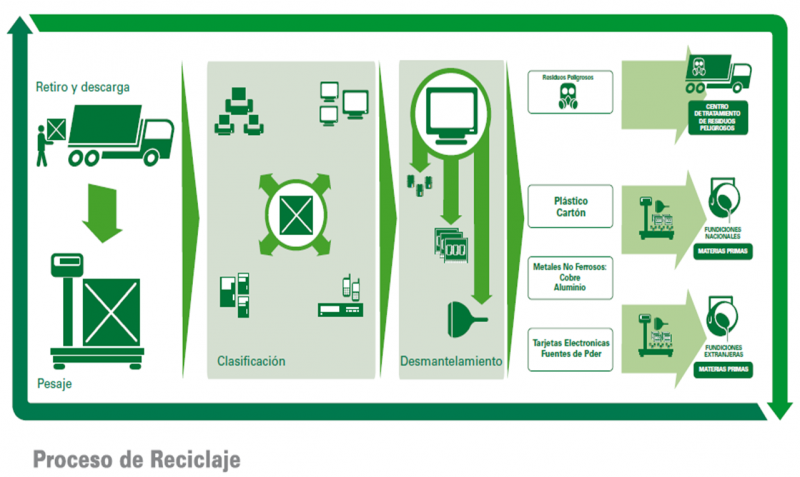 Retiro y descarga
Pesaje
Clasificación
Desmantelamiento
Residuos Peligrosos
CENTRO
DE TRATAMIENTO
DE RESIDUOS
PELIGROSOS
Plástico
Cartón
FUNDICIONES
NACIONALES
MATERIAS PRIMAS
Metales No Ferrosos:
Cobre
Aluminio
Tarjetas Electronicas
Fuentes de Pder
FUNDICIONES
EXTRANJERAS
MATERIAS PRIMAS
Proceso de Reciclaje